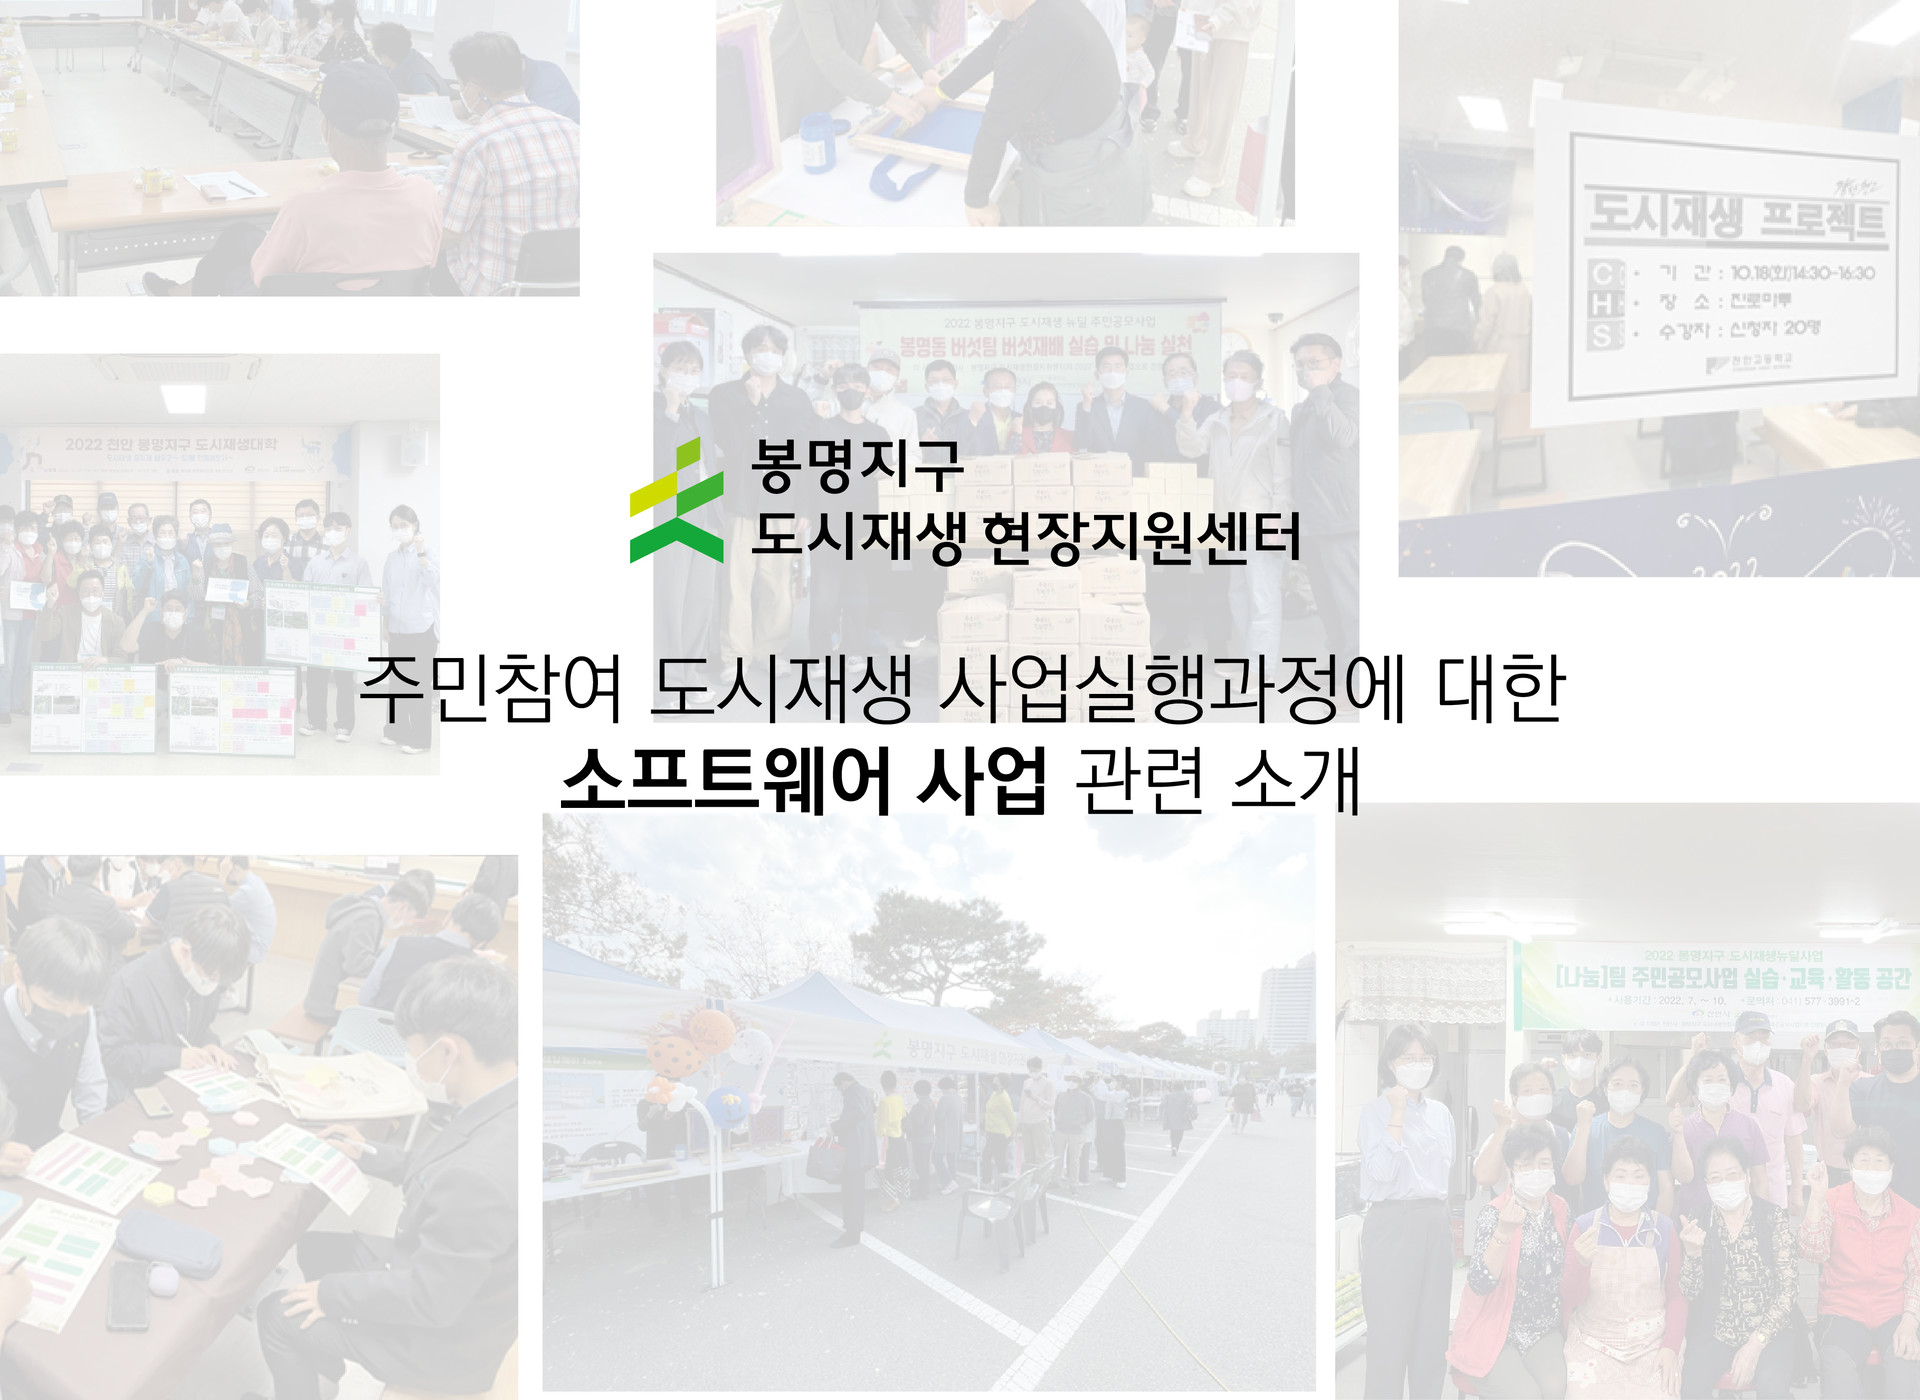 도시재생 프로젝트
C · 기 간 : 10.18(화)14:30~16:30
H · 장 소 : 진로마루
S · 수강자 : 신청자 20명
천안고등학교
2022 봉명지구 도시재생 뉴딜 주민공모사업
봉명동 버섯팀 버섯재배 실습 및 나눔 실천
2022 천안 봉명지구 도시재생대학
봉명지구
도시재생 현장지원센터
주민참여 도시재생 사업실행과정에 대한
소프트웨어 사업 관련 소개
봉명지구 도시재생
2022 봉명지구 도시재생뉴딜사업
[나눔]팀 주민공모사업 실습·교육·활동 공간
• 사용기간 : 2022. 7. ~ 10. • 문의처 : 041) 577-3991~2